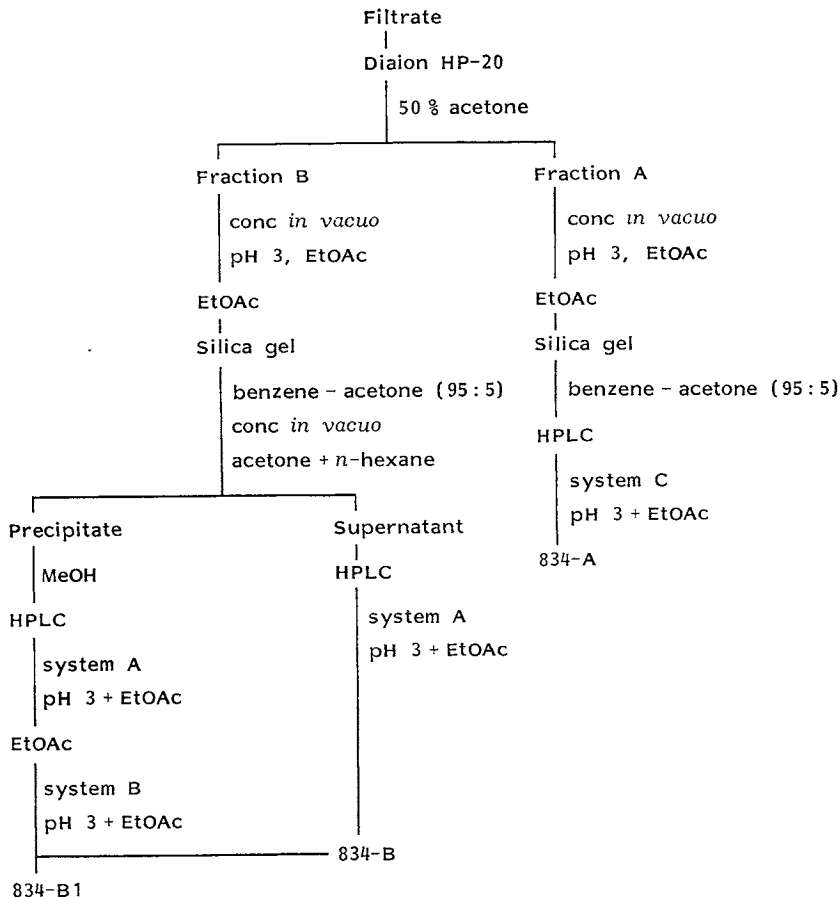 Filtrate
Diaion HP-20
50 % acetone
Fraction B
Fraction A
conc in vacuo
pH 3, EtOAc
conc in vacuo
pH 3, EtOAc
EtOAc
EtOAc
Silica gel
Silica gel
benzene - acetone (95:5)
conc in vacuo
acetone + n-hexane
benzene - acetone (95:5)
HPLC
system C
pH 3 + EtOAc
834-A
Precipitate
Supernatant
MeOH
HPLC
HPLC
system A
pH 3 + EtOAc
system A
pH 3 + EtOAc
EtOAc
system B
pH 3 + EtOAc
834-B
834-B1